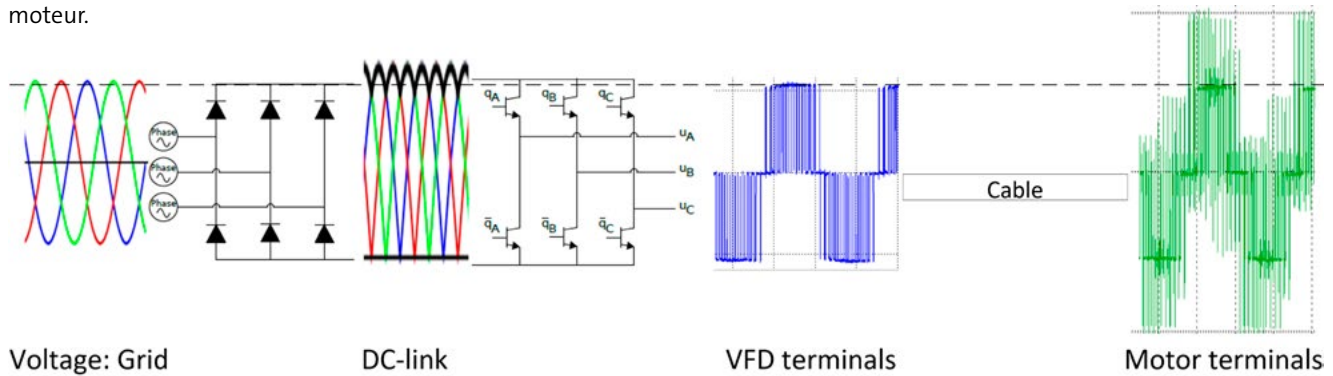 moteur.
Phase
Phase
Phase
qA
qB
qC
q̅A
q̅B
q̅C
uA
uB
uC
Cable
Voltage: Grid
DC-link
VFD terminals
Motor terminals